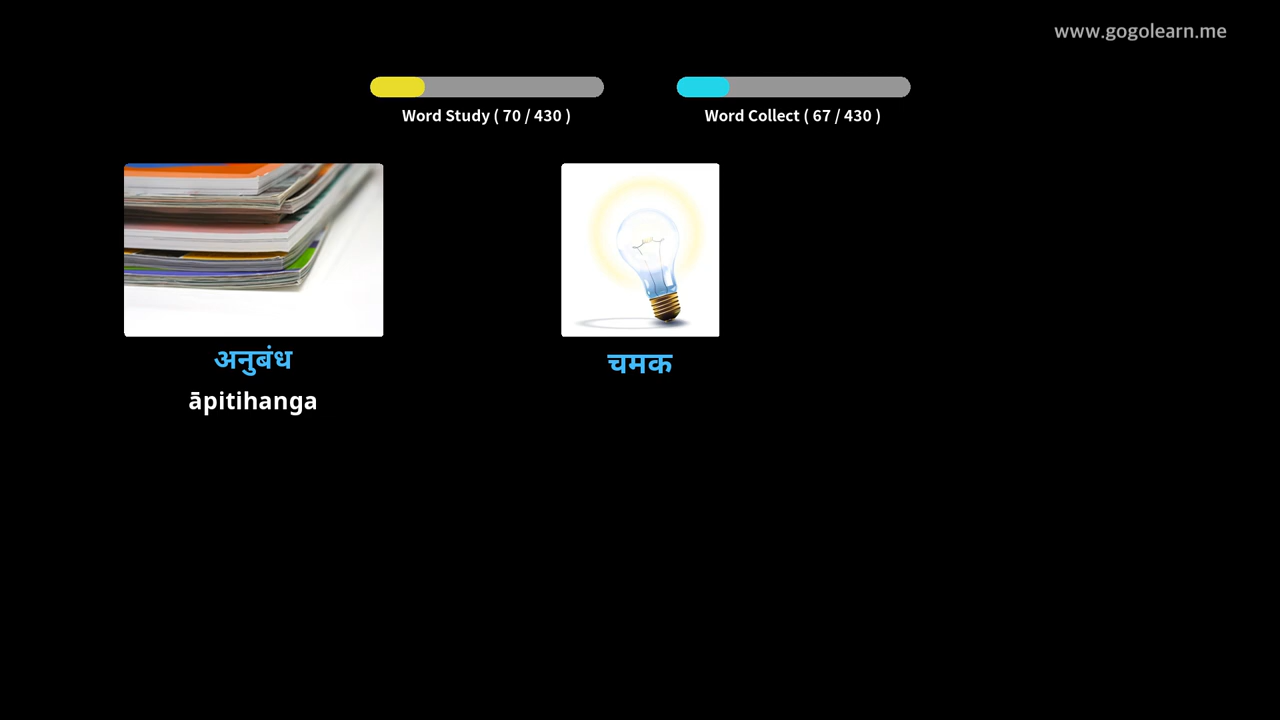 www.gogolearn.me
Word Study ( 70 / 430 )
Word Collect ( 67 / 430 )
अनुबंध
āpitihanga
चमक